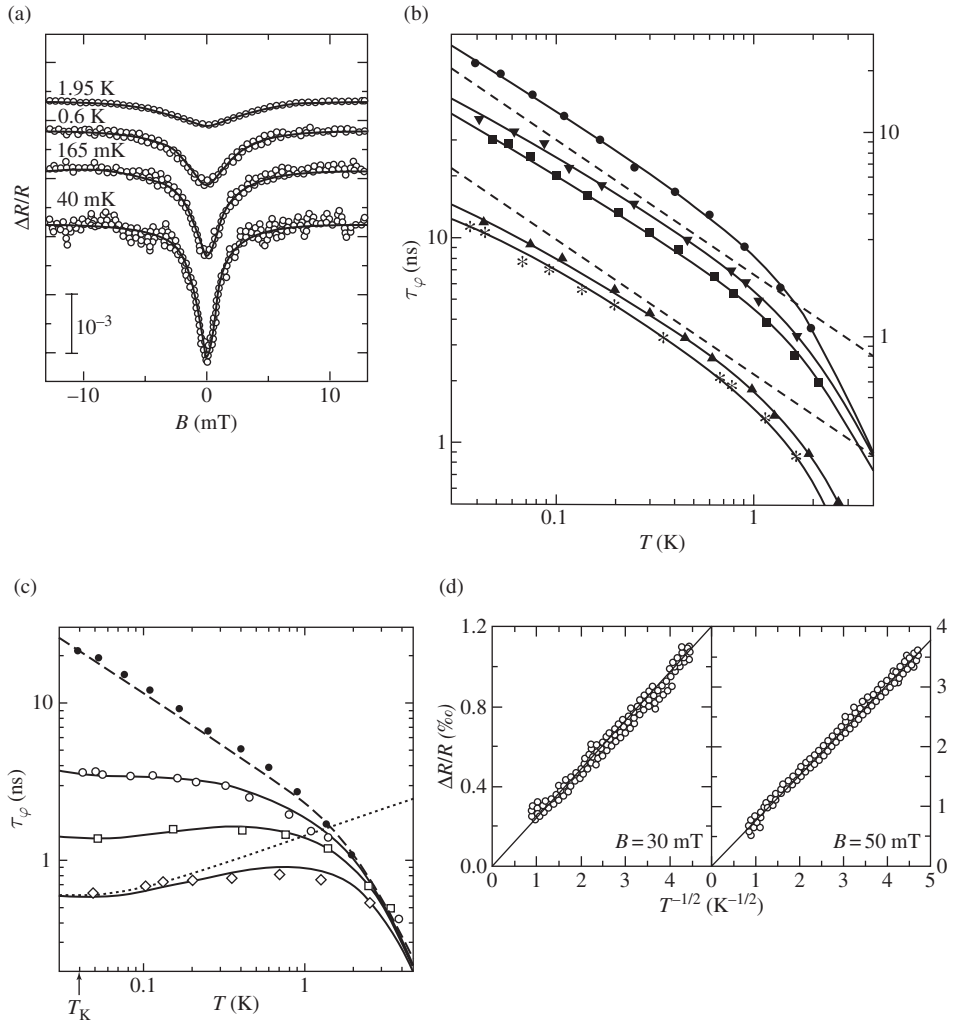 (a)
1.95 K
0.6 K
165 mK
40 mK
10⁻³
ΔR/R
−10 0 10
B (mT)
(b)
10
1
τφ (ns)
10
1
0.1 1
T (K)
(c)
10
1
τφ (ns)
0.1 1
T_K
T (K)
(d)
1.2
0.8
0.4
0.0
ΔR/R (‰)
B = 30 mT
B = 50 mT
4
3
2
1
0
0 1 2 3 4 0 1 2 3 4 5
T⁻¹/² (K⁻¹/²)